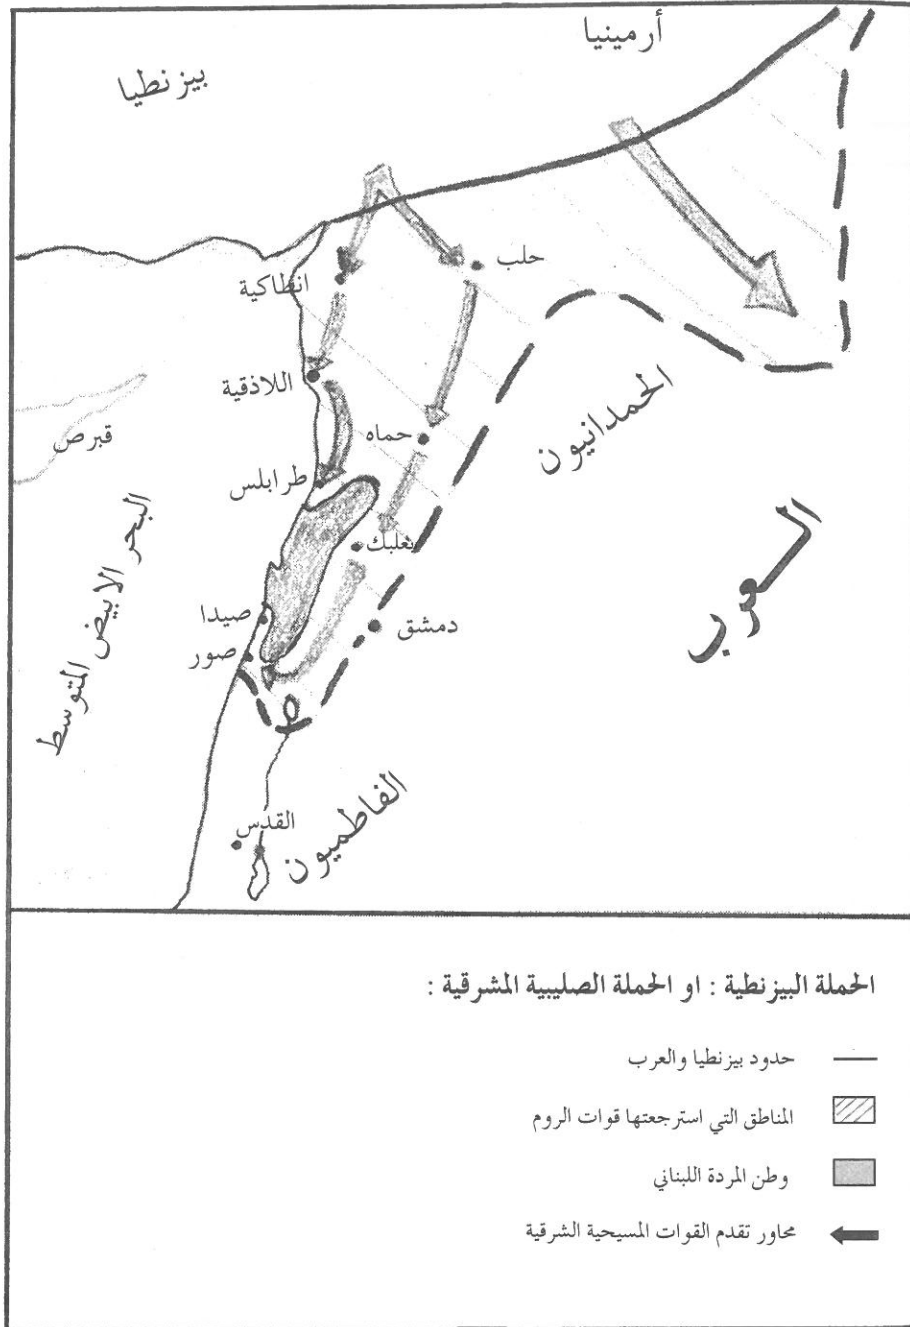 أرمينيا
بيزنطيا
حلب
انطاكية
اللاذقية
الحمدانيون
قبرص
حماه
طرابلس
البحر الابيض المتوسط
العرب
بعلبك
صيدا
دمشق
صور
الفاطميون
القدس
الحملة البيزنطية : او الحملة الصليبية المشرقية :
حدود بيزنطيا والعرب
المناطق التي استرجعتها قوات الروم
وطن المردة اللبناني
محاور تقدم القوات المسيحية الشرقية